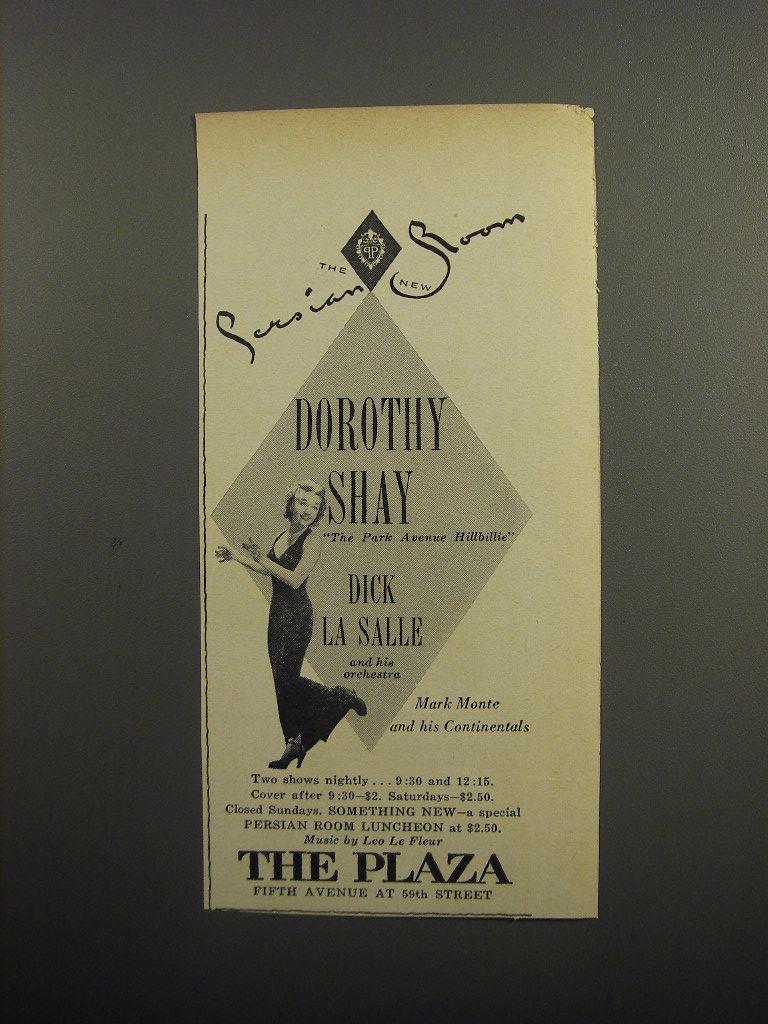 THE NEW
Persian Room
PP
DOROTHY
SHAY
"The Park Avenue Hillbillie"
DICK
LA SALLE
and his
orchestra
Mark Monte
and his Continentals
Two shows nightly . . . 9:30 and 12:15.
Cover after 9:30—$2. Saturdays—$2.50.
Closed Sundays. SOMETHING NEW—a special
PERSIAN ROOM LUNCHEON at $2.50.
Music by Leo Le Fleur
THE PLAZA
FIFTH AVENUE AT 59th STREET